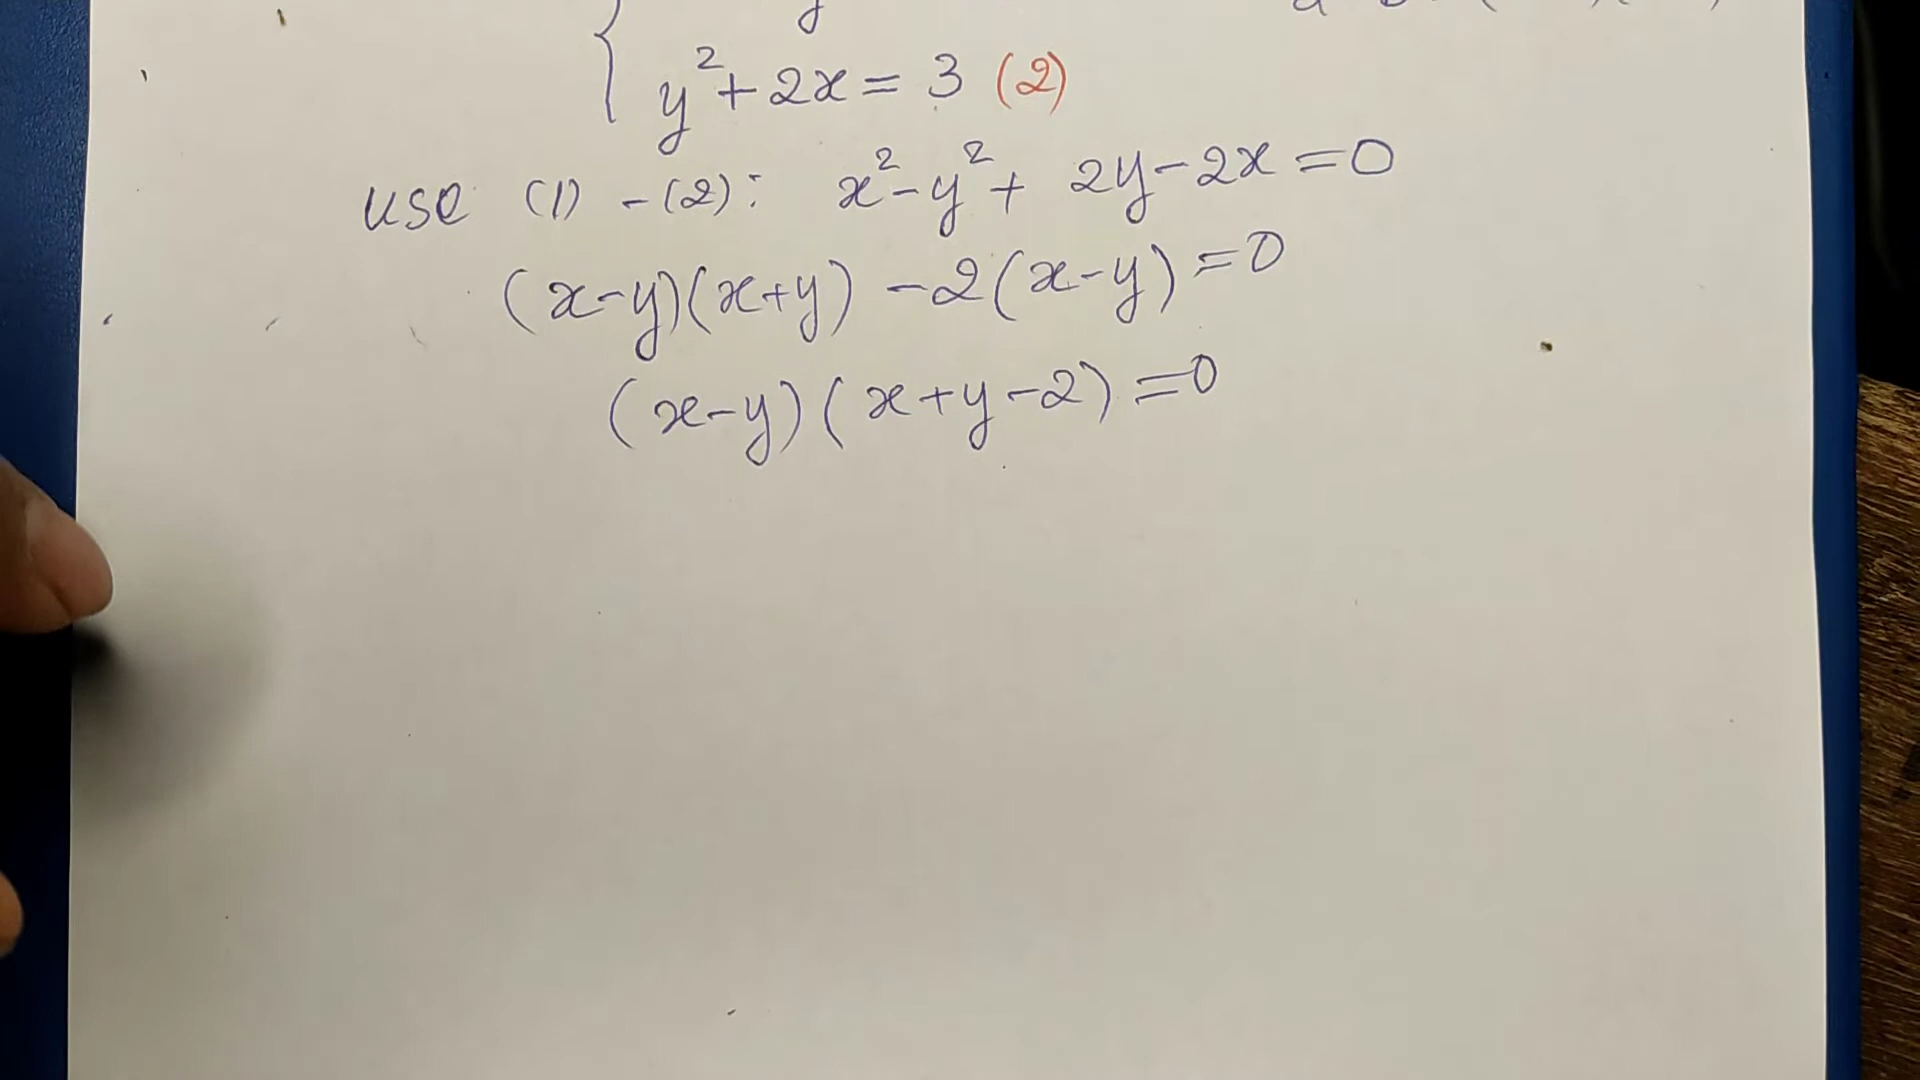 y² + 2x = 3 (2)
use (1) - (2): x² - y² + 2y - 2x = 0
(x-y)(x+y) - 2(x-y) = 0
(x-y)(x+y-2) = 0